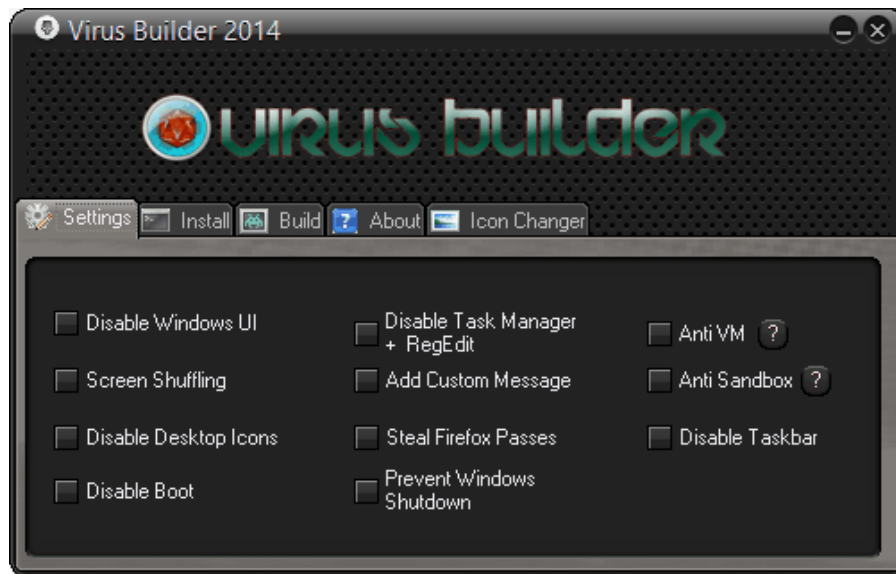 Virus Builder 2014
VIRUS builder
Settings Install Build ? About Icon Changer
Disable Windows UI
Disable Task Manager
+ RegEdit
Anti VM ?
Screen Shuffling
Add Custom Message
Anti Sandbox ?
Disable Desktop Icons
Steal Firefox Passes
Disable Taskbar
Disable Boot
Prevent Windows
Shutdown